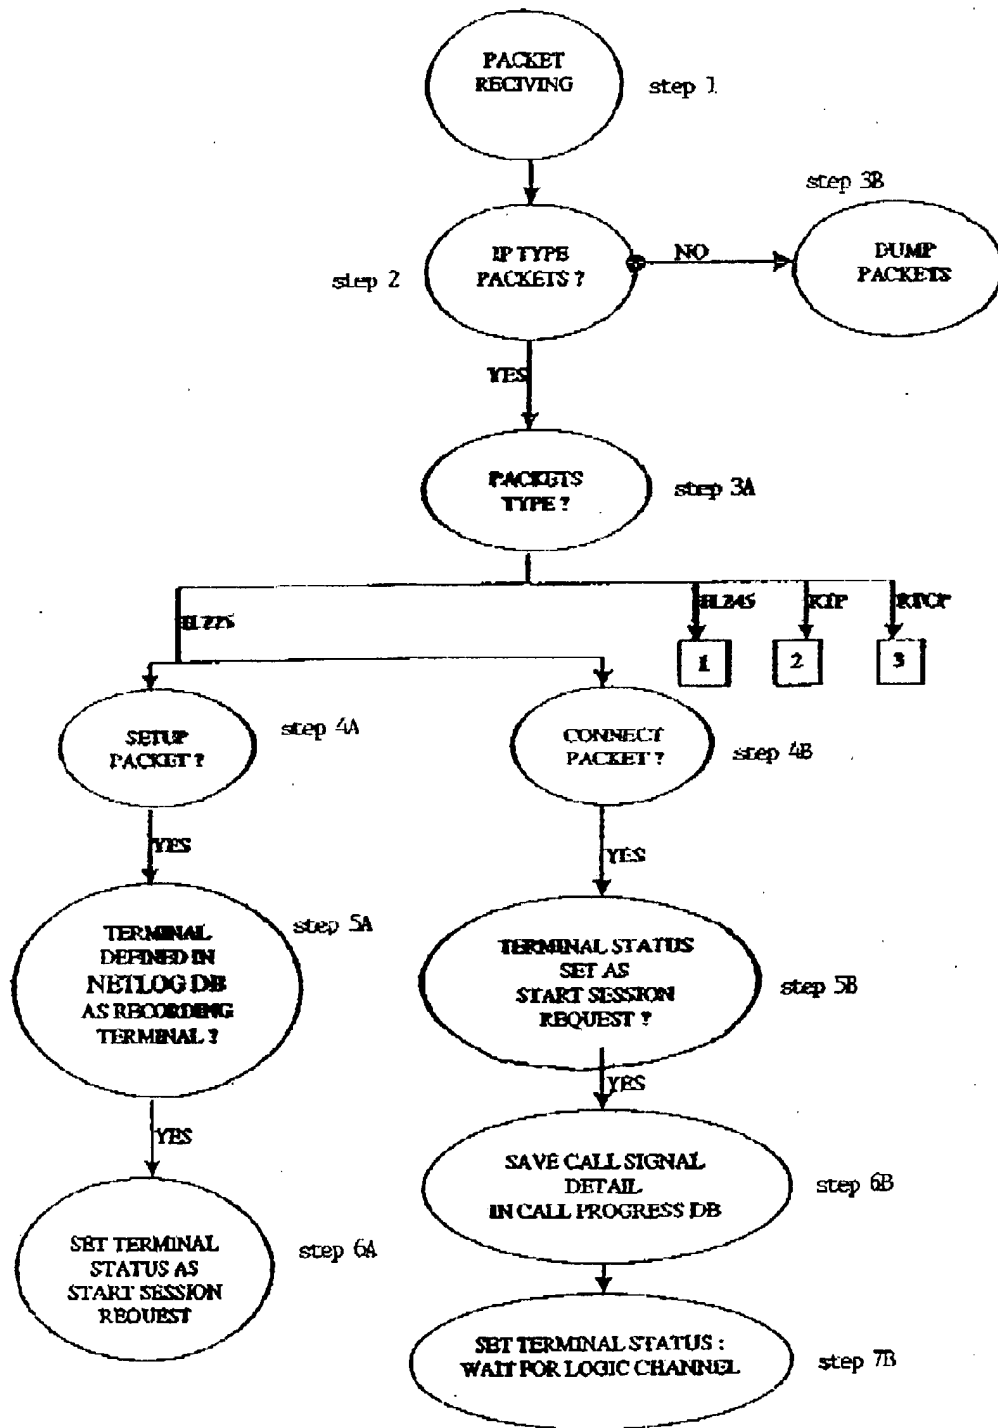 PACKET
RECIVING
step 1
step 3B
IP TYPE
PACKETS ?
step 2
NO
DUMP
PACKETS
YES
PACKETS
TYPE ?
step 3A
H.225
H.245
RTP
RTCP
1
2
3
SETUP
PACKET ?
step 4A
CONNECT
PACKET ?
step 4B
YES
YES
TERMINAL
DEFINED IN
NETLOG DB
AS RECORDING
TERMINAL ?
step 5A
TERMINAL STATUS
SET AS
START SESSION
REQUEST ?
step 5B
YES
YES
SAVE CALL SIGNAL
DETAIL
IN CALL PROGRESS DB
step 6B
SET TERMINAL
STATUS AS
START SESSION
REQUEST
step 6A
SET TERMINAL STATUS :
WAIT FOR LOGIC CHANNEL
step 7B